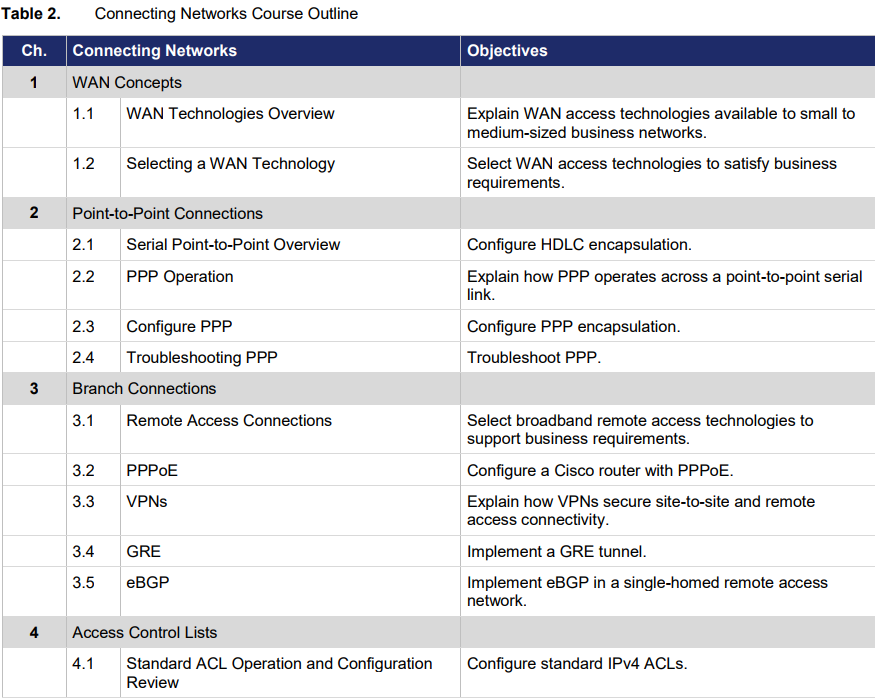 Table 2. Connecting Networks Course Outline
Ch. Connecting Networks Objectives
1 WAN Concepts
1.1 WAN Technologies Overview Explain WAN access technologies available to small to
medium-sized business networks.
1.2 Selecting a WAN Technology Select WAN access technologies to satisfy business
requirements.
2 Point-to-Point Connections
2.1 Serial Point-to-Point Overview Configure HDLC encapsulation.
2.2 PPP Operation Explain how PPP operates across a point-to-point serial
link.
2.3 Configure PPP Configure PPP encapsulation.
2.4 Troubleshooting PPP Troubleshoot PPP.
3 Branch Connections
3.1 Remote Access Connections Select broadband remote access technologies to
support business requirements.
3.2 PPPoE Configure a Cisco router with PPPoE.
3.3 VPNs Explain how VPNs secure site-to-site and remote
access connectivity.
3.4 GRE Implement a GRE tunnel.
3.5 eBGP Implement eBGP in a single-homed remote access
network.
4 Access Control Lists
4.1 Standard ACL Operation and Configuration Configure standard IPv4 ACLs.
Review